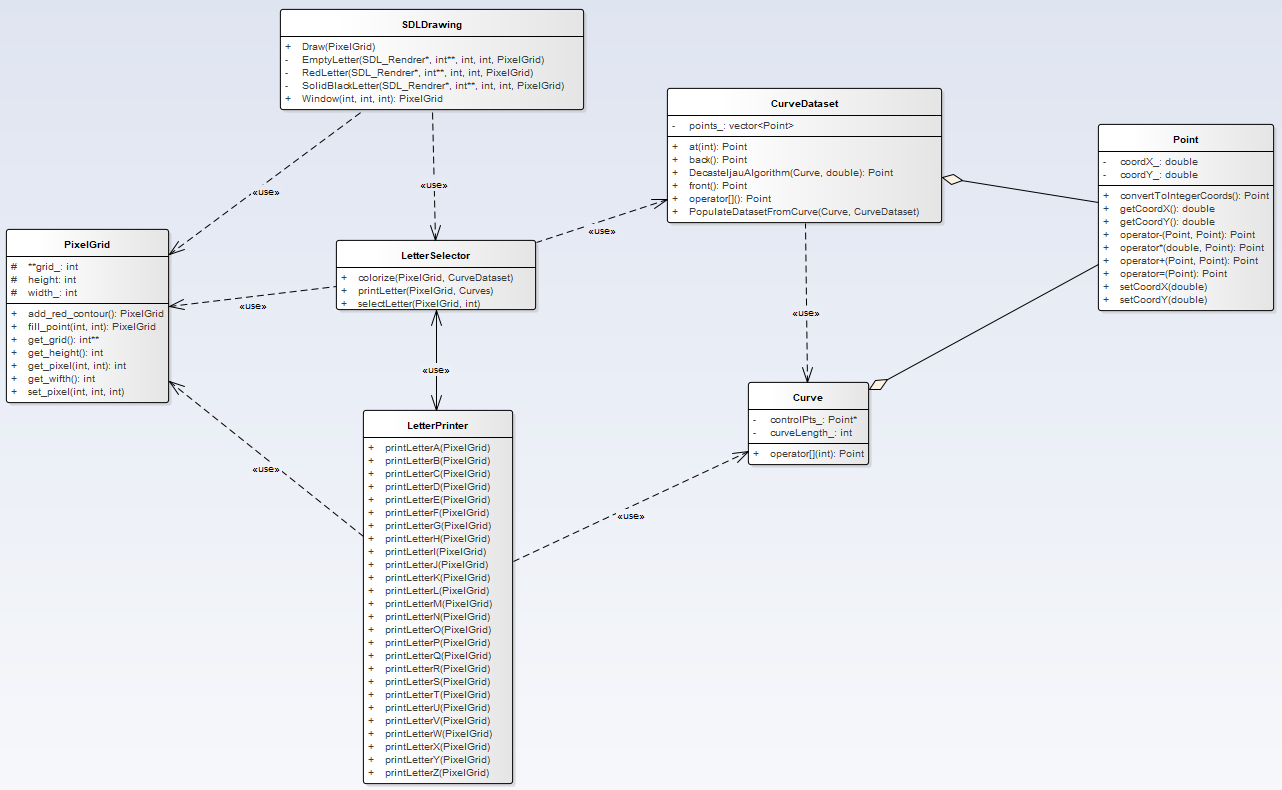 SDLDrawing
+ Draw(PixelGrid)
- EmptyLetter(SDL_Rendrer*, int**, int, int, PixelGrid)
- RedLetter(SDL_Rendrer*, int**, int, int, PixelGrid)
- SolidBlackLetter(SDL_Rendrer*, int**, int, int, PixelGrid)
+ Window(int, int, int): PixelGrid
CurveDataset
- points_: vector<Point>
+ at(int): Point
+ back(): Point
+ DecasteljauAlgorithm(Curve, double): Point
+ front(): Point
+ operator[](): Point
+ PopulateDatasetFromCurve(Curve, CurveDataset)
Point
- coordX_: double
- coordY_: double
+ convertToIntegerCoords(): Point
+ getCoordX(): double
+ getCoordY(): double
+ operator-(Point, Point): Point
+ operator*(double, Point): Point
+ operator+(Point, Point): Point
+ operator=(Point): Point
+ setCoordX(double)
+ setCoordY(double)
«use»
«use»
«use»
PixelGrid
# **grid_: int
# height: int
# width_: int
+ add_red_contour(): PixelGrid
+ fill_point(int, int): PixelGrid
+ get_grid(): int**
+ get_height(): int
+ get_pixel(int, int): int
+ get_wifth(): int
+ set_pixel(int, int, int)
LetterSelector
+ colorize(PixelGrid, CurveDataset)
+ printLetter(PixelGrid, Curves)
+ selectLetter(PixelGrid, int)
«use»
«use»
«use»
Curve
- controlPts_: Point*
- curveLength_: int
+ operator[](int): Point
LetterPrinter
+ printLetterA(PixelGrid)
+ printLetterB(PixelGrid)
+ printLetterC(PixelGrid)
+ printLetterD(PixelGrid)
+ printLetterE(PixelGrid)
+ printLetterF(PixelGrid)
+ printLetterG(PixelGrid)
+ printLetterH(PixelGrid)
+ printLetterI(PixelGrid)
+ printLetterJ(PixelGrid)
+ printLetterK(PixelGrid)
+ printLetterL(PixelGrid)
+ printLetterM(PixelGrid)
+ printLetterN(PixelGrid)
+ printLetterO(PixelGrid)
+ printLetterP(PixelGrid)
+ printLetterQ(PixelGrid)
+ printLetterR(PixelGrid)
+ printLetterS(PixelGrid)
+ printLetterT(PixelGrid)
+ printLetterU(PixelGrid)
+ printLetterV(PixelGrid)
+ printLetterW(PixelGrid)
+ printLetterX(PixelGrid)
+ printLetterY(PixelGrid)
+ printLetterZ(PixelGrid)
«use»
«use»